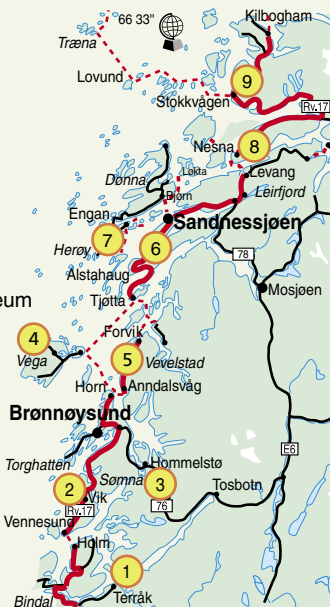 66 33"
Kilbogham
Træna
Lovund
9
Stokkvågen
Rv.17
8
Nesna
Levang
Løkta
Dønna
Leirfjord
Bjørn
Engan
Sandnessjøen
7
6
Herøy
78
Alstahaug
Mosjøen
Tjøtta
eum
Forvik
4
5
Vevelstad
Vega
Horn
Anndalsvåg
Brønnøysund
Hommelstø
E6
Torghatten
Sømna
3
Tosbotn
2
Vik
76
Rv.17
Vennesund
Holm
1
Terråk
Bindal